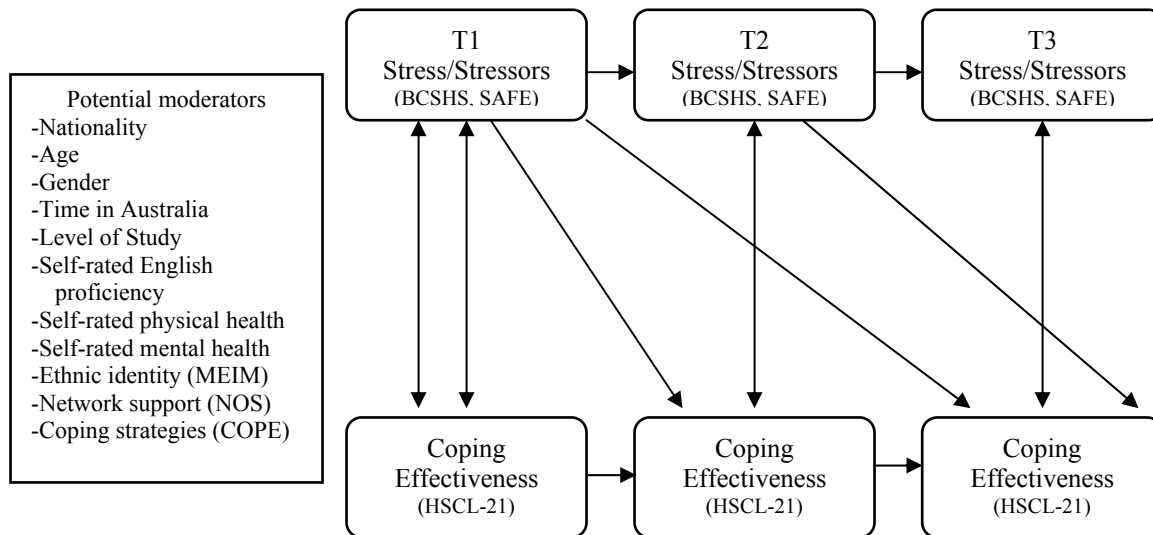 Potential moderators
-Nationality
-Age
-Gender
-Time in Australia
-Level of Study
-Self-rated English
proficiency
-Self-rated physical health
-Self-rated mental health
-Ethnic identity (MEIM)
-Network support (NOS)
-Coping strategies (COPE)
T1
Stress/Stressors
(BCSHS, SAFE)
T2
Stress/Stressors
(BCSHS, SAFE)
T3
Stress/Stressors
(BCSHS, SAFE)
Coping
Effectiveness
(HSCL-21)
Coping
Effectiveness
(HSCL-21)
Coping
Effectiveness
(HSCL-21)